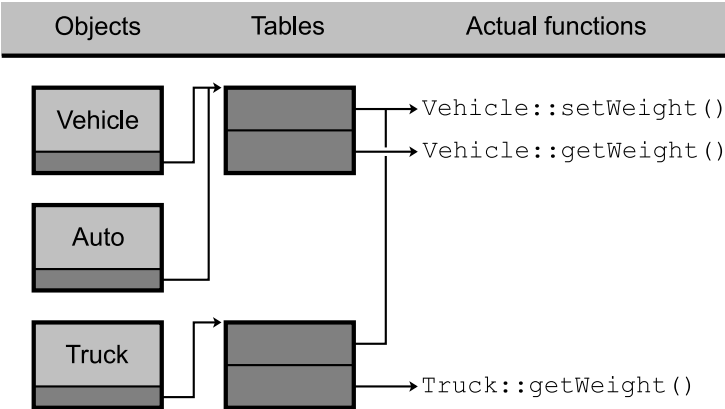 Objects Tables Actual functions
Vehicle
Vehicle::setWeight()
Vehicle::getWeight()
Auto
Truck
Truck::getWeight()